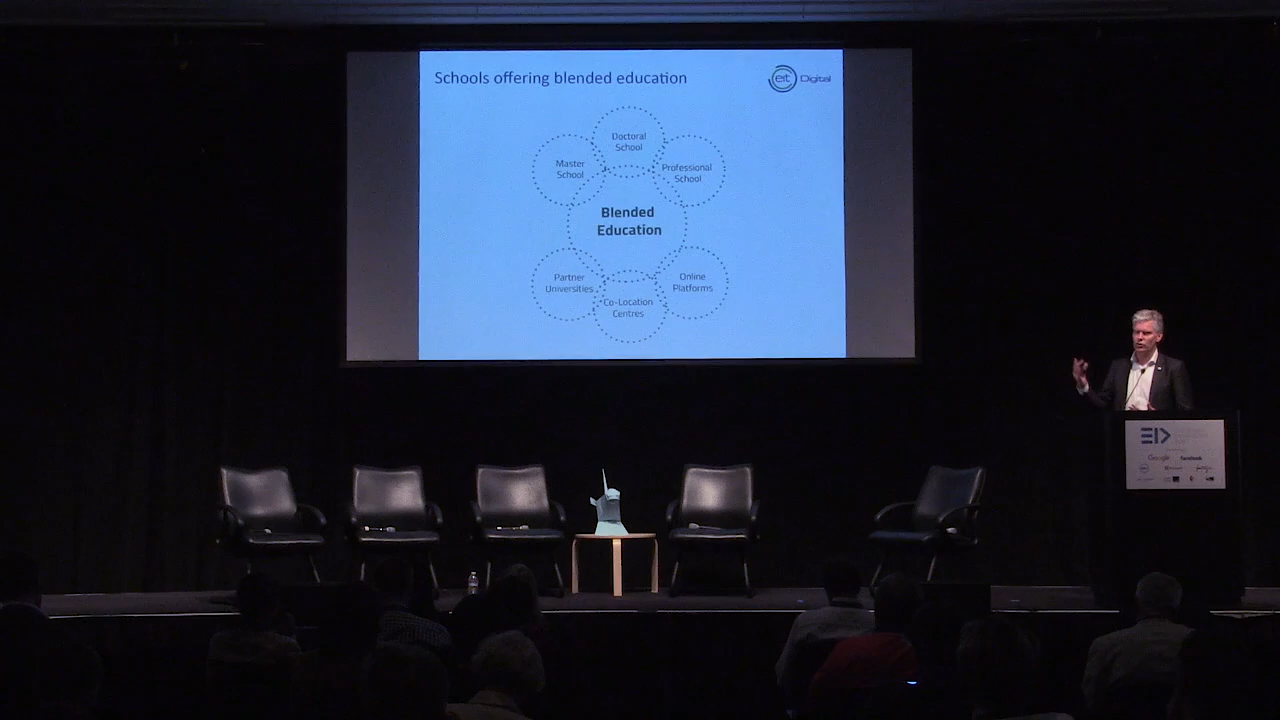 Schools offering blended education
eit Digital
Doctoral
School
Master
School
Professional
School
Blended
Education
Partner
Universities
Online
Platforms
Co-Location
Centres
Google
facebook